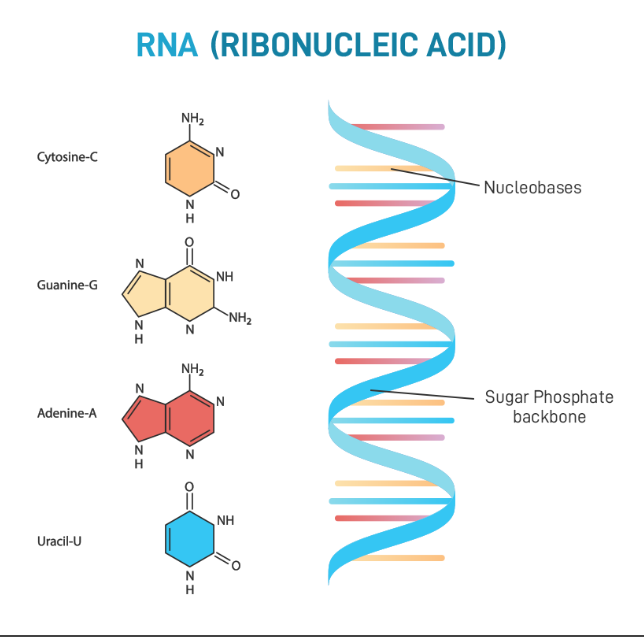 RNA (RIBONUCLEIC ACID)
Cytosine-C
NH₂
N
O
N
H
Nucleobases
Guanine-G
O
N
NH
NH₂
N
H
N
Adenine-A
NH₂
N
N
N
H
N
Sugar Phosphate
backbone
Uracil-U
O
NH
O
N
H